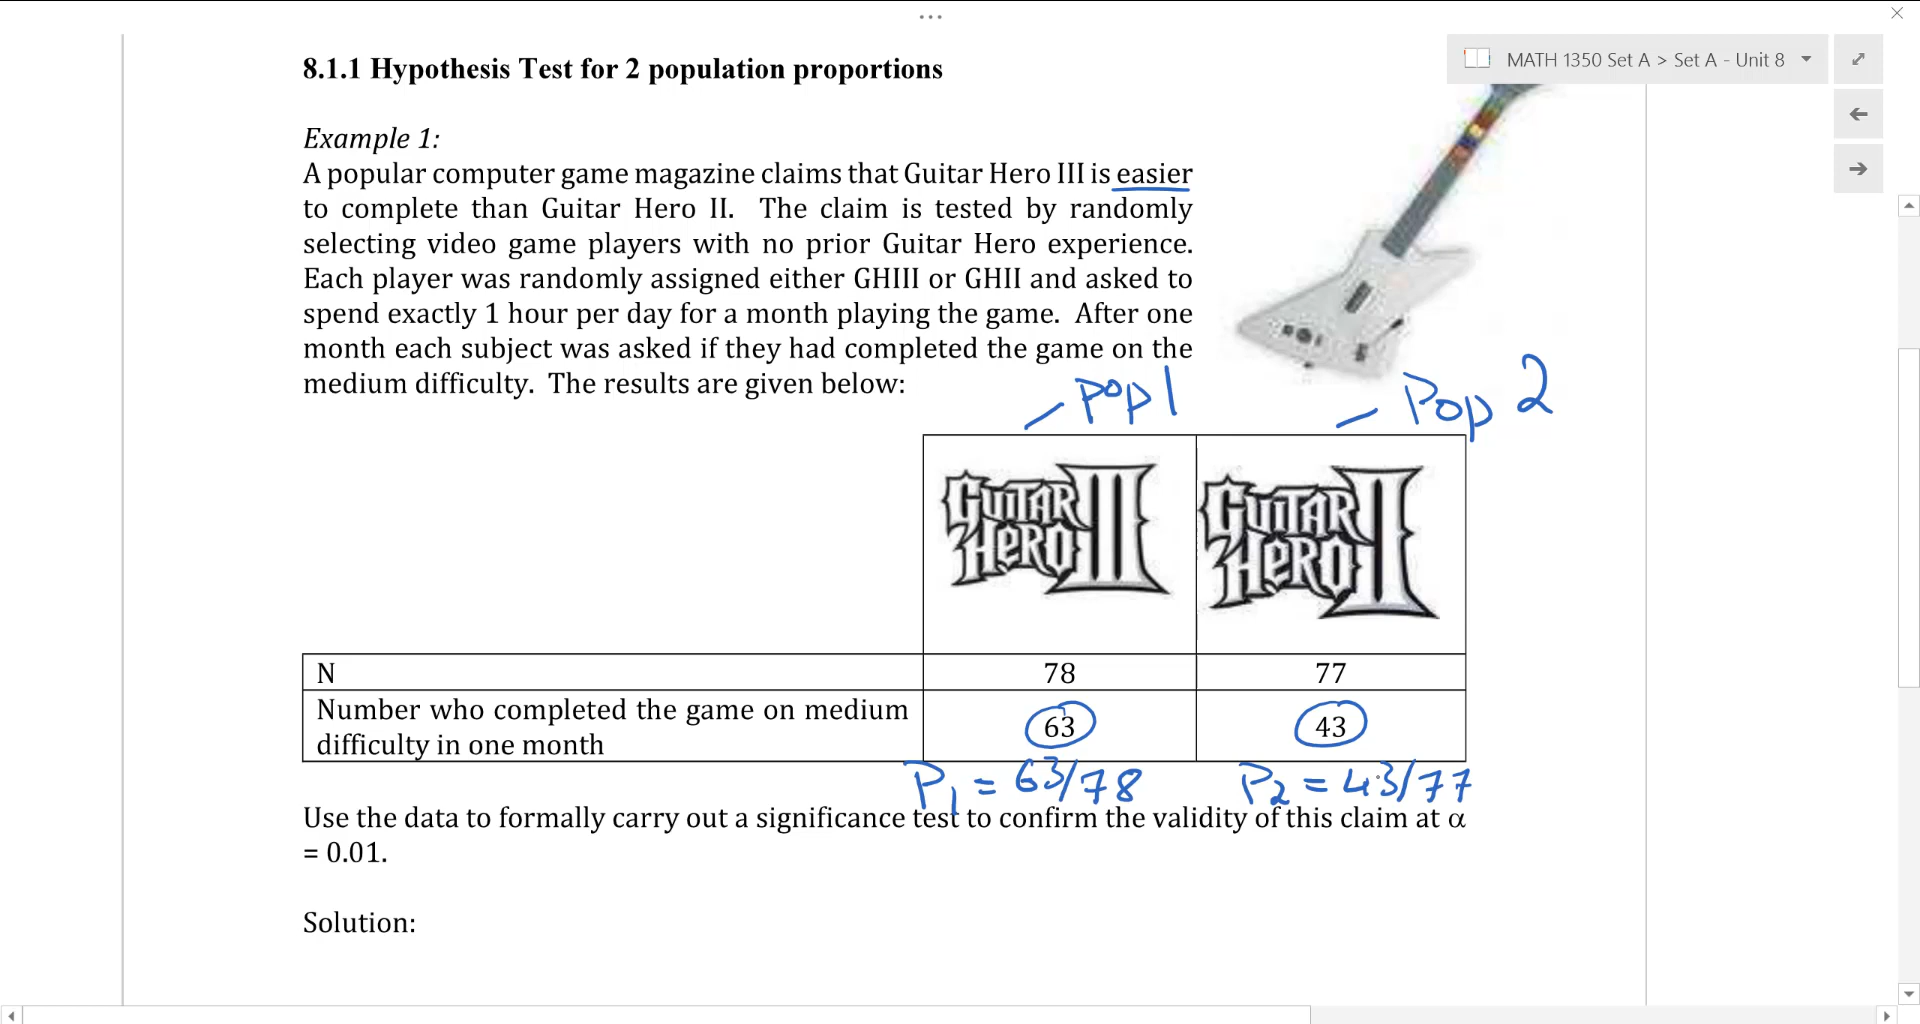 ...
MATH 1350 Set A > Set A - Unit 8
8.1.1 Hypothesis Test for 2 population proportions
Example 1:
A popular computer game magazine claims that Guitar Hero III is easier
to complete than Guitar Hero II. The claim is tested by randomly
selecting video game players with no prior Guitar Hero experience.
Each player was randomly assigned either GHIII or GHII and asked to
spend exactly 1 hour per day for a month playing the game. After one
month each subject was asked if they had completed the game on the
medium difficulty. The results are given below:
Pop 1
Pop 2
GUITAR HERO III
GUITAR HERO II
N 78 77
Number who completed the game on medium
difficulty in one month 63 43
P1 = 63/78 P2 = 43/77
Use the data to formally carry out a significance test to confirm the validity of this claim at α
= 0.01.
Solution: